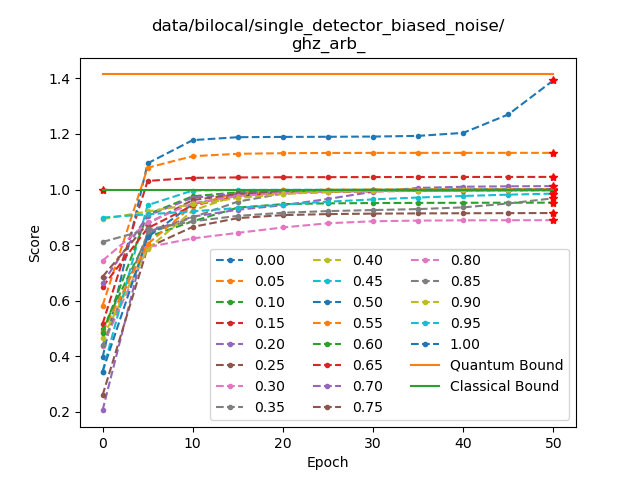 data/bilocal/single_detector_biased_noise/
ghz_arb_
Score
1.4
1.2
1.0
0.8
0.6
0.4
0.2
0 10 20 30 40 50
Epoch
0.00 0.40 0.80
0.05 0.45 0.85
0.10 0.50 0.90
0.15 0.55 0.95
0.20 0.60 1.00
0.25 0.65 Quantum Bound
0.30 0.70 Classical Bound
0.35 0.75